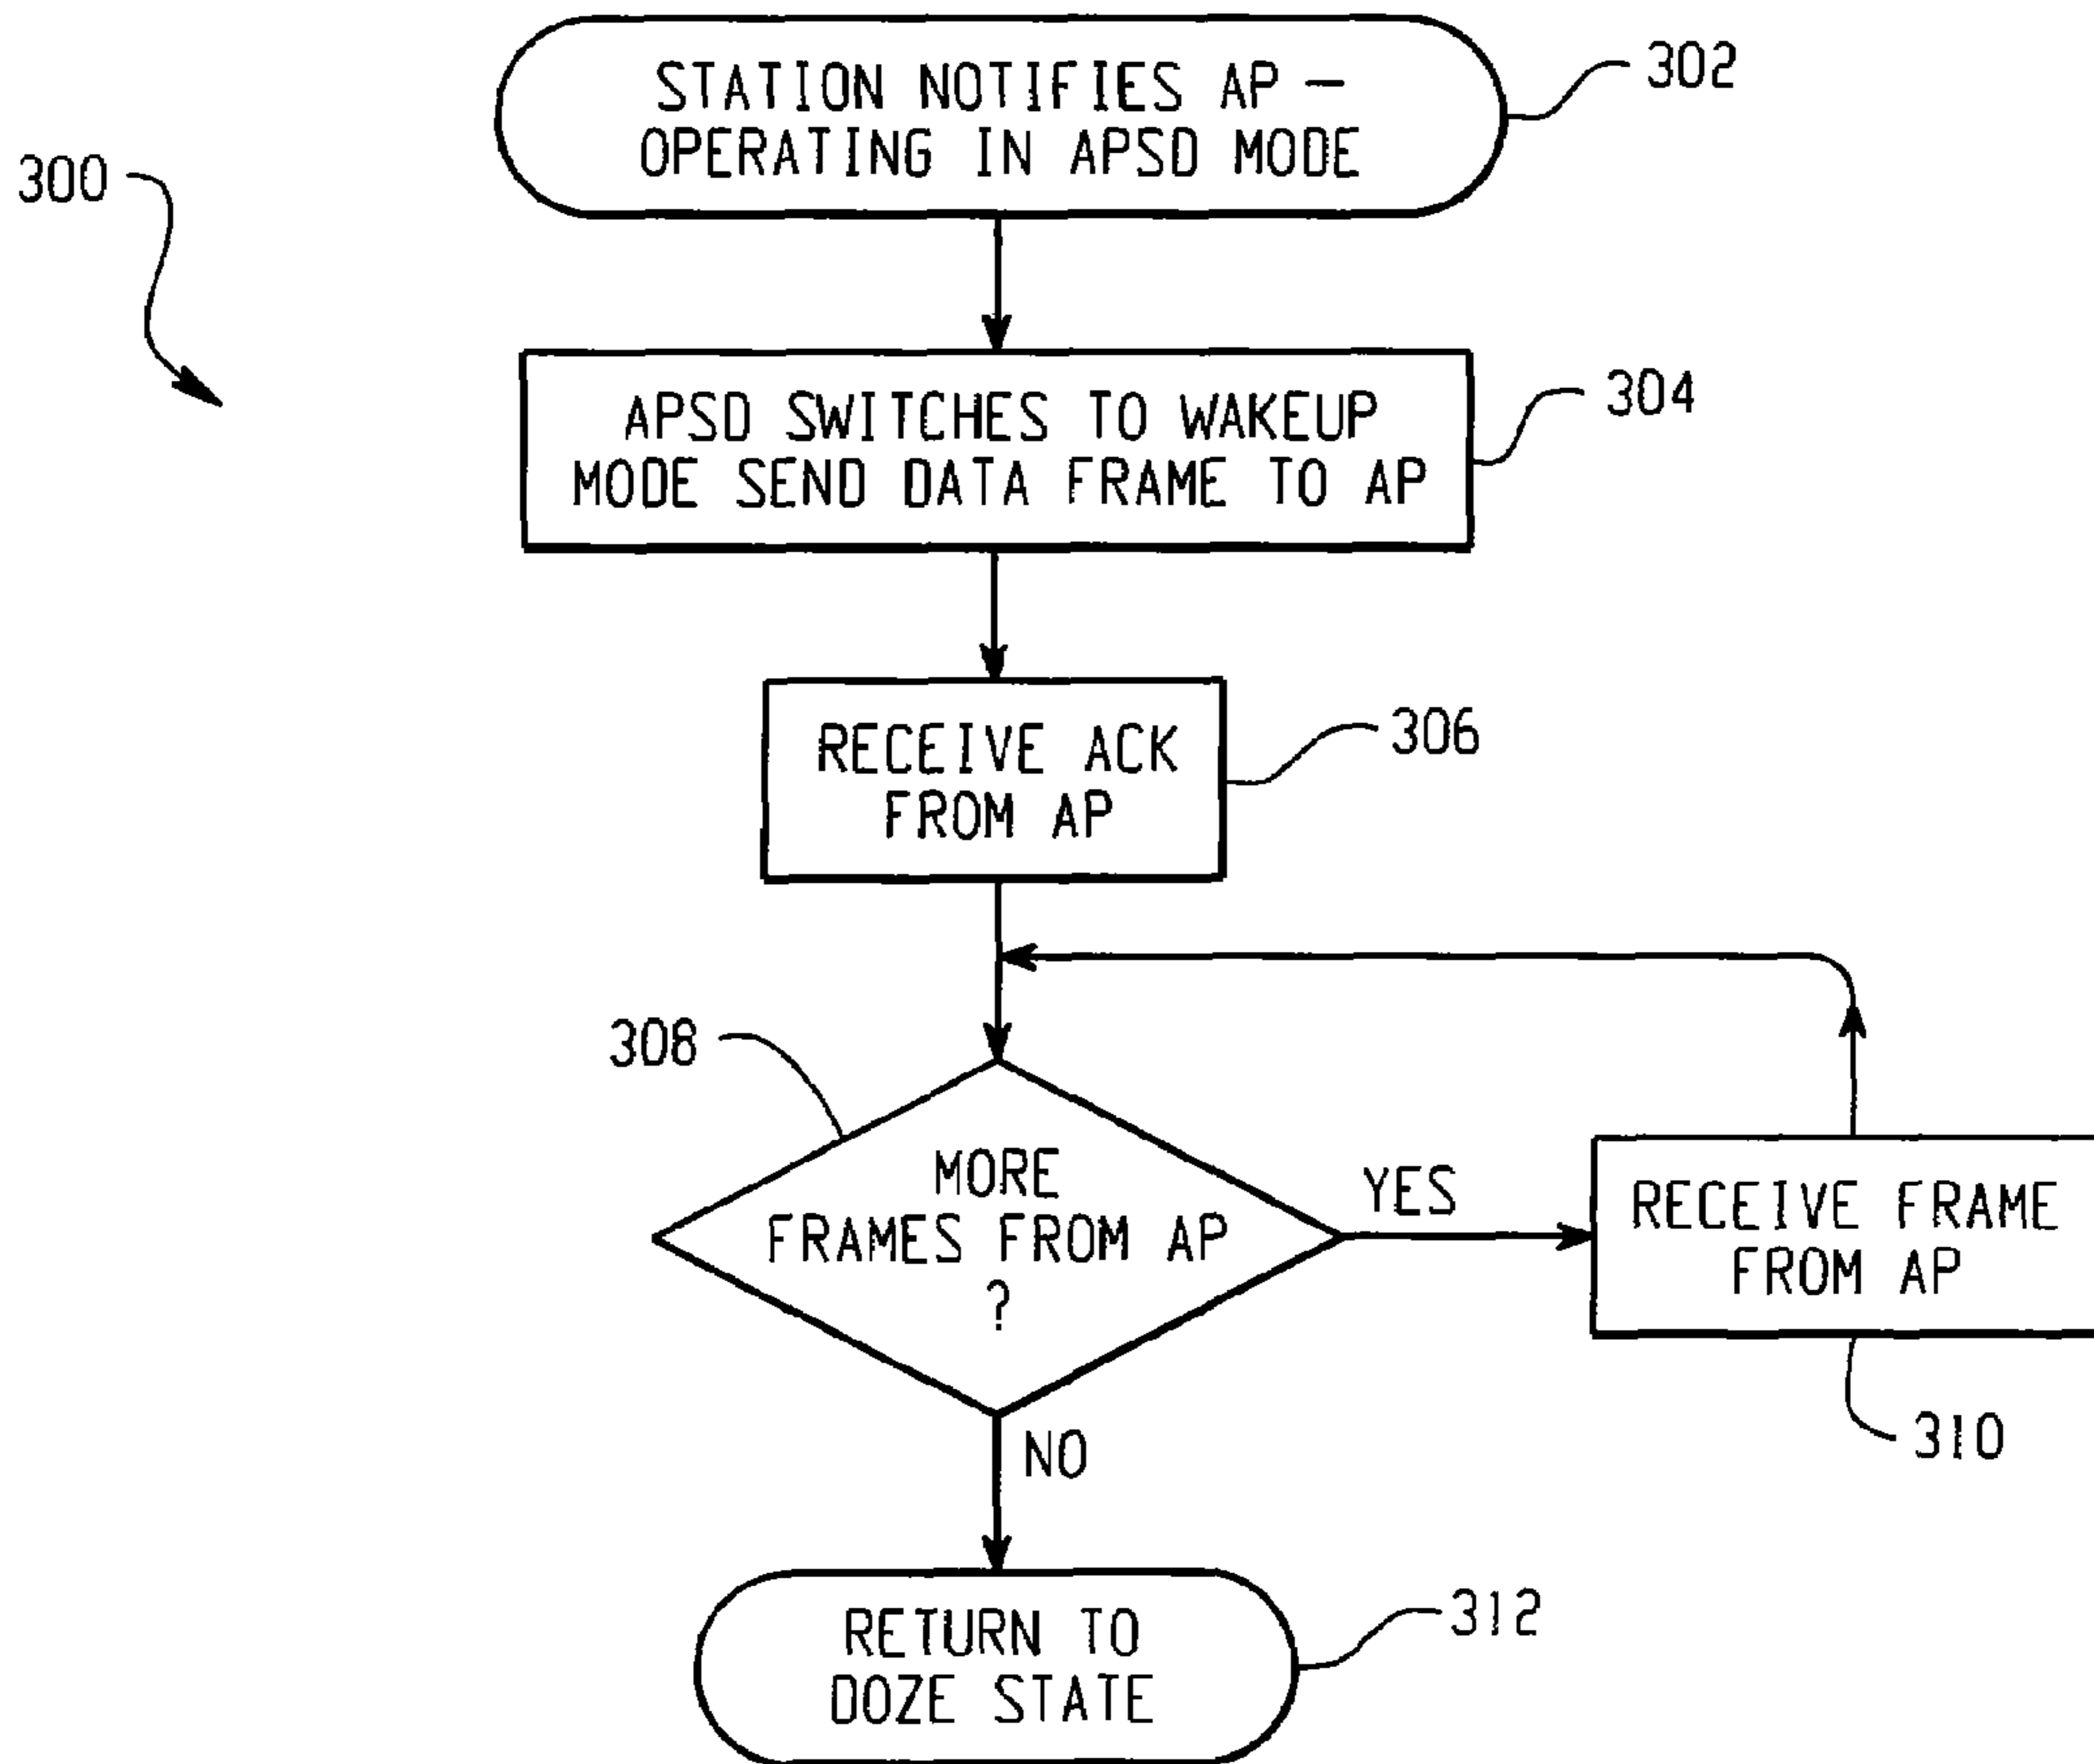 STATION NOTIFIES AP –
OPERATING IN APSD MODE
302
300
APSD SWITCHES TO WAKEUP
MODE SEND DATA FRAME TO AP
304
RECEIVE ACK
FROM AP
306
308
MORE
FRAMES FROM AP
?
YES
RECEIVE FRAME
FROM AP
310
NO
RETURN TO
DOZE STATE
312